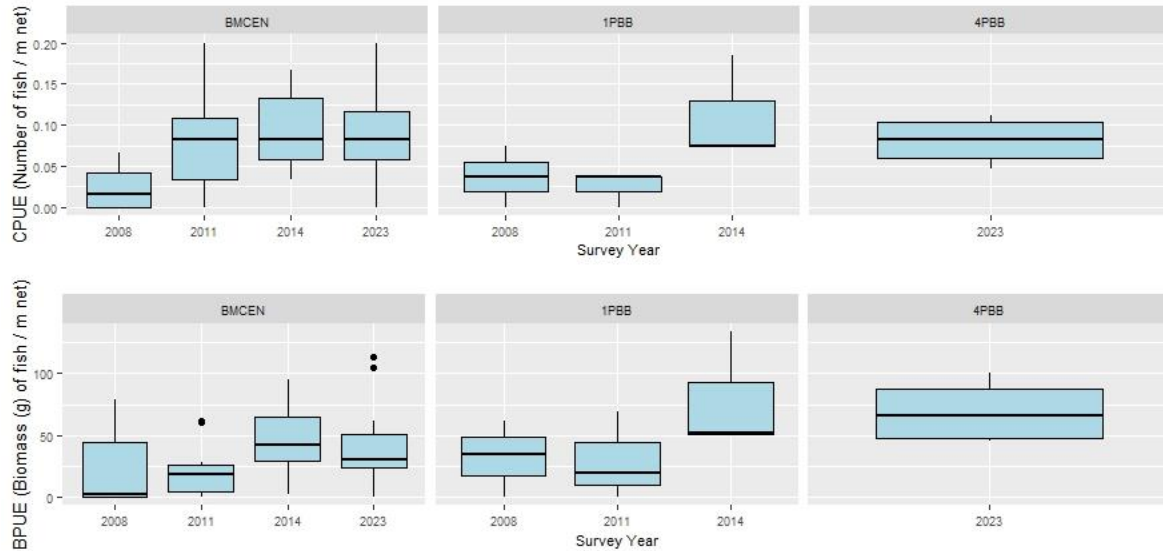 BMCEN 1PBB 4PBB
CPUE (Number of fish / m net)
0.20
0.15
0.10
0.05
0.00
2008 2011 2014 2023 2008 2011 2014 2023
Survey Year
BMCEN 1PBB 4PBB
BPUE (Biomass (g) of fish / m net)
100
50
0
2008 2011 2014 2023 2008 2011 2014 2023
Survey Year